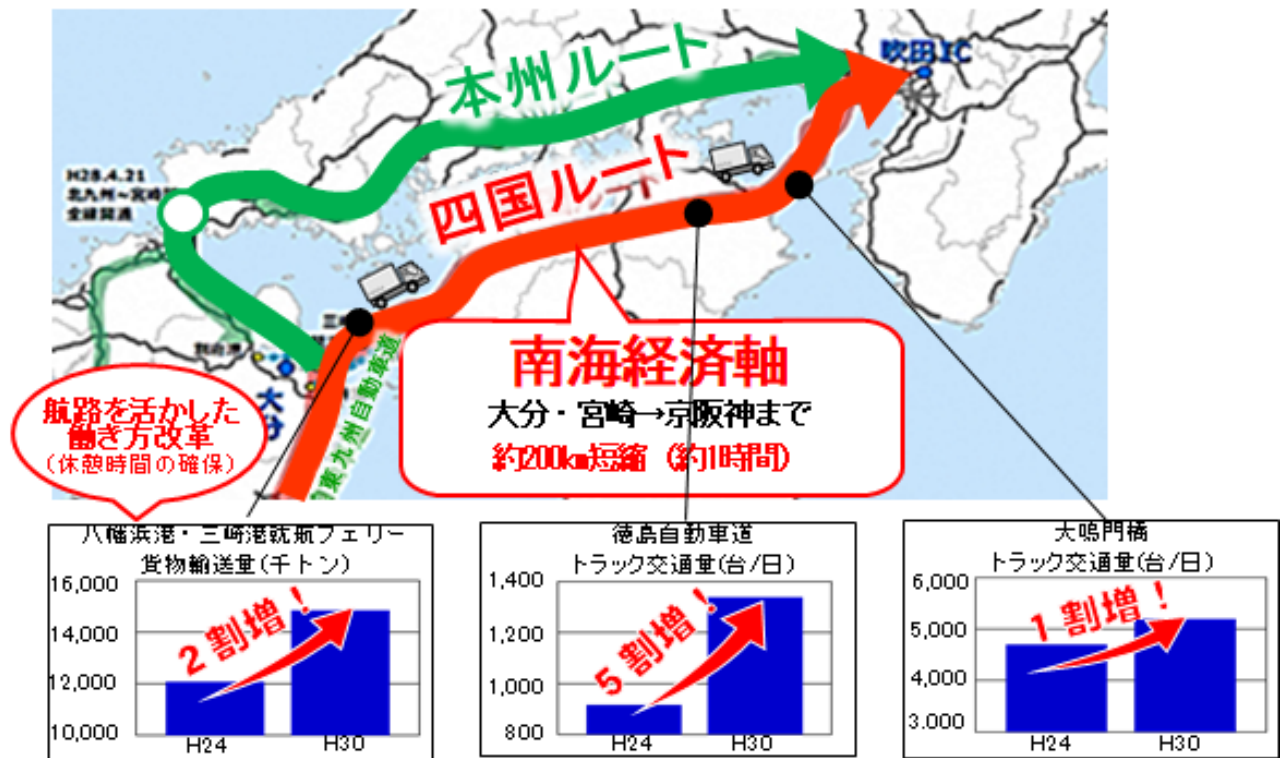 本州ルート
吹田IC
H28.4.21
北九州～宮崎
全線開通
四国ルート
大分
東九州自動車道
南海経済軸
大分・宮崎→京阪神まで
約200km短縮（約1時間）
航路を活かした
働き方改革
（休憩時間の確保）
八幡浜港・三崎港就航フェリー
貨物輸送量(千トン)
16,000
14,000
12,000
10,000
2割増！
H24
H30
徳島自動車道
トラック交通量(台/日)
1,400
1,200
1,000
800
5割増！
H24
H30
大鳴門橋
トラック交通量(台/日)
6,000
5,000
4,000
3.000
1割増！
H24
H30